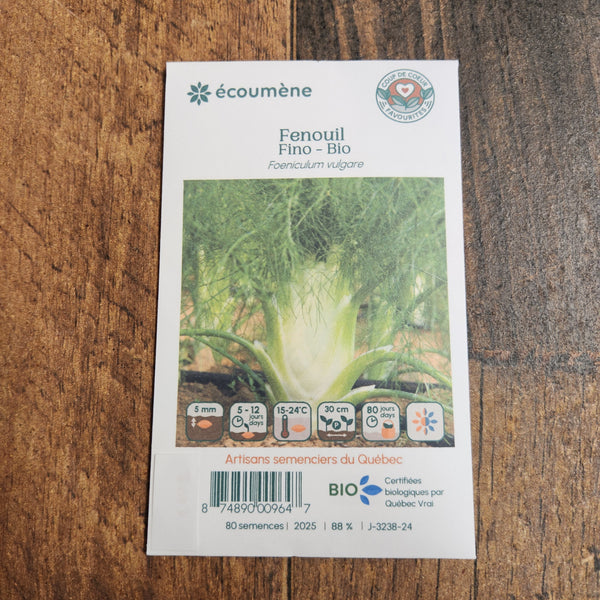 écoumène
COUP DE COEUR
FAVOURITES
Fenouil
Fino - Bio
Foeniculum vulgare
5 mm
5 - 12
jours
days
15-24°C
30 cm
P
80 jours
days
Artisans semenciers du Québec
8 74890 00964 7
BIO
Certifiées
biologiques par
Québec Vrai
80 semences | 2025 | 88 % | J-3238-24